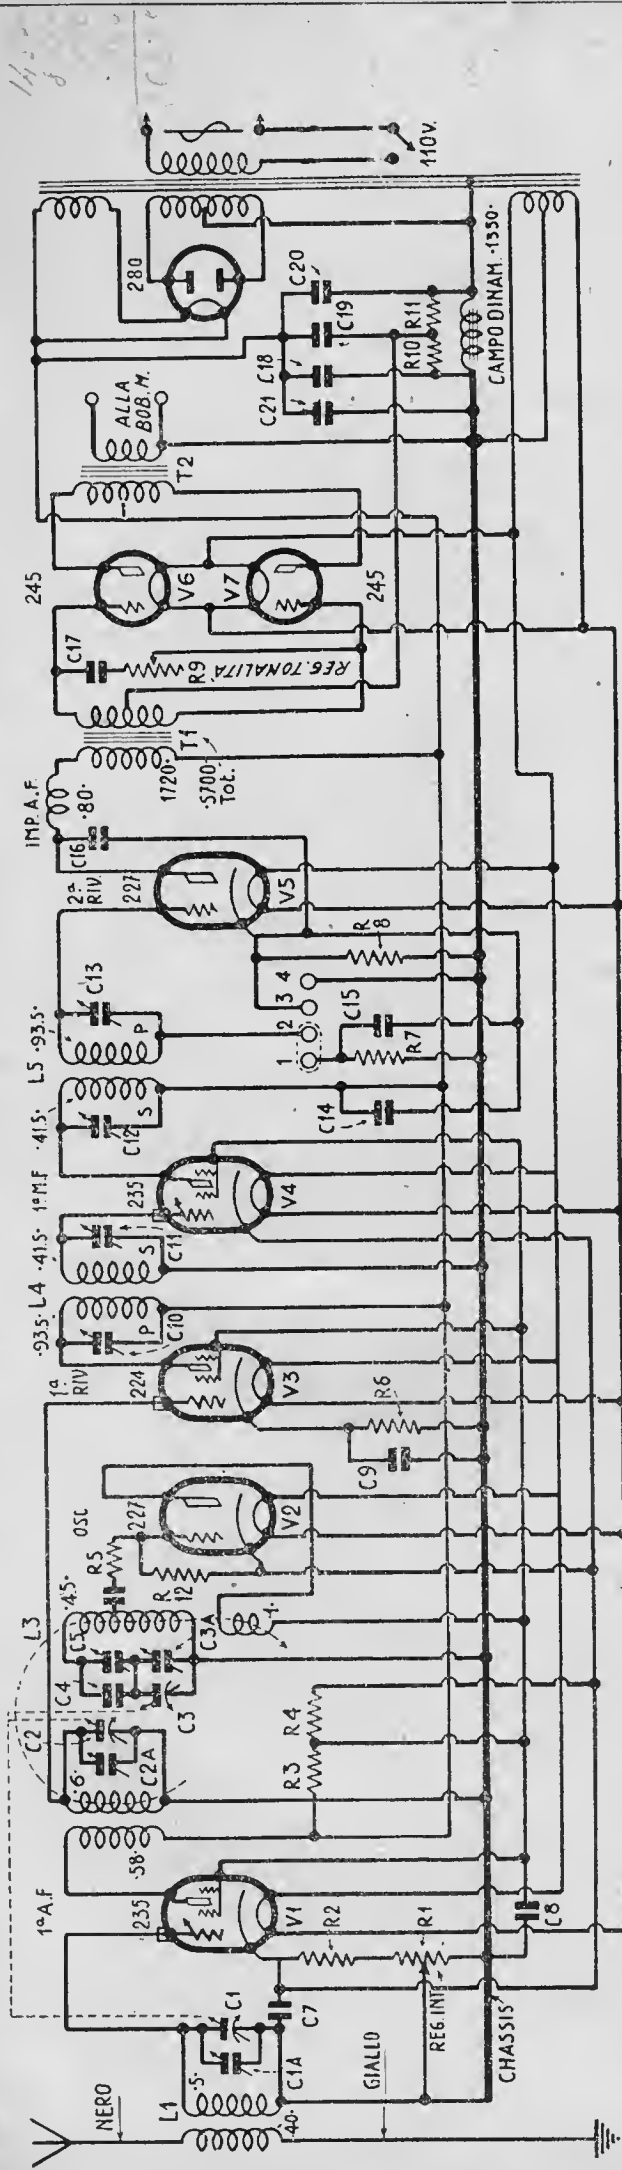 NERO
GIALLO
L1
·40·
·5·
C1A
C1
C7
REG.INT
R1
R2
CHASSIS
C8
1ª A.F
235
V1
·58·
·6·
C2
C2A
R3
R4
L3
C4
C5
·4.5·
C3
C3A
·1·
R5
R
12
OSC
227
V2
C9
R6
1ª
RIV
224
V3
·93.5·
L4
·41.5·
1ª M.F
P
C10
S
C11
235
V4
·41.5·
L5
·93.5·
S
C12
P
C13
C14
1
2
3
4
C15
R7
R
8
2ª
RIV.
227
V5
IMP. A.F.
·80·
C16
1720·
·5700·
Tot.
T1
C17
R9
REG. TONALITA
245
V6
V7
245
T2
ALLA
BOB.M.
280
C21
C18
C19
C20
R10
R11
CAMPO DINAM.·1350·
110V.